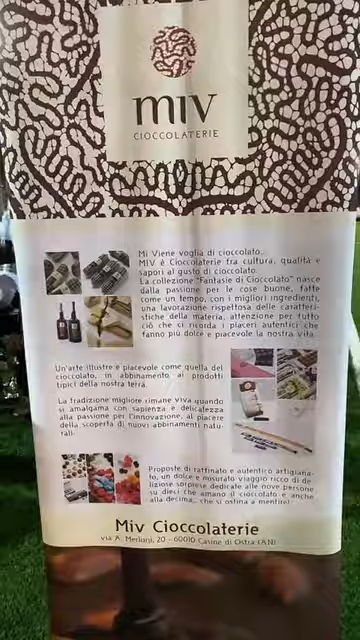 miv
CIOCCOLATERIE
Mi Viene voglia di cioccolato...
MIV è Cioccolaterie fra cultura, qualità e
sapori al gusto di cioccolato.
La collezione "Fantasie di Cioccolato" nasce
dalla passione per le cose buone, fatte
come un tempo, con i migliori ingredienti,
una lavorazione rispettosa delle caratteri-
stiche della materia, attenzione per tutto
ciò che ci ricorda i piaceri autentici che
fanno più dolce e piacevole la nostra vita.
Un'arte illustre e piacevole come quella del
cioccolato, in abbinamento ai prodotti
tipici della nostra terra.
La tradizione migliore rimane viva quando
si amalgama con sapienza e delicatezza
alla passione per l'innovazione, al piacere
della scoperta di nuovi abbinamenti natu-
rali.
Proposte di raffinato e autentico artigiana-
to, un dolce e misurato viaggio ricco di de-
liziose sorprese dedicate alle nove persone
su dieci che amano il cioccolato e anche
alla decima... che si ostina a mentire!
Miv Cioccolaterie
via A. Merloni, 20 - 60010 Casine di Ostra (AN)